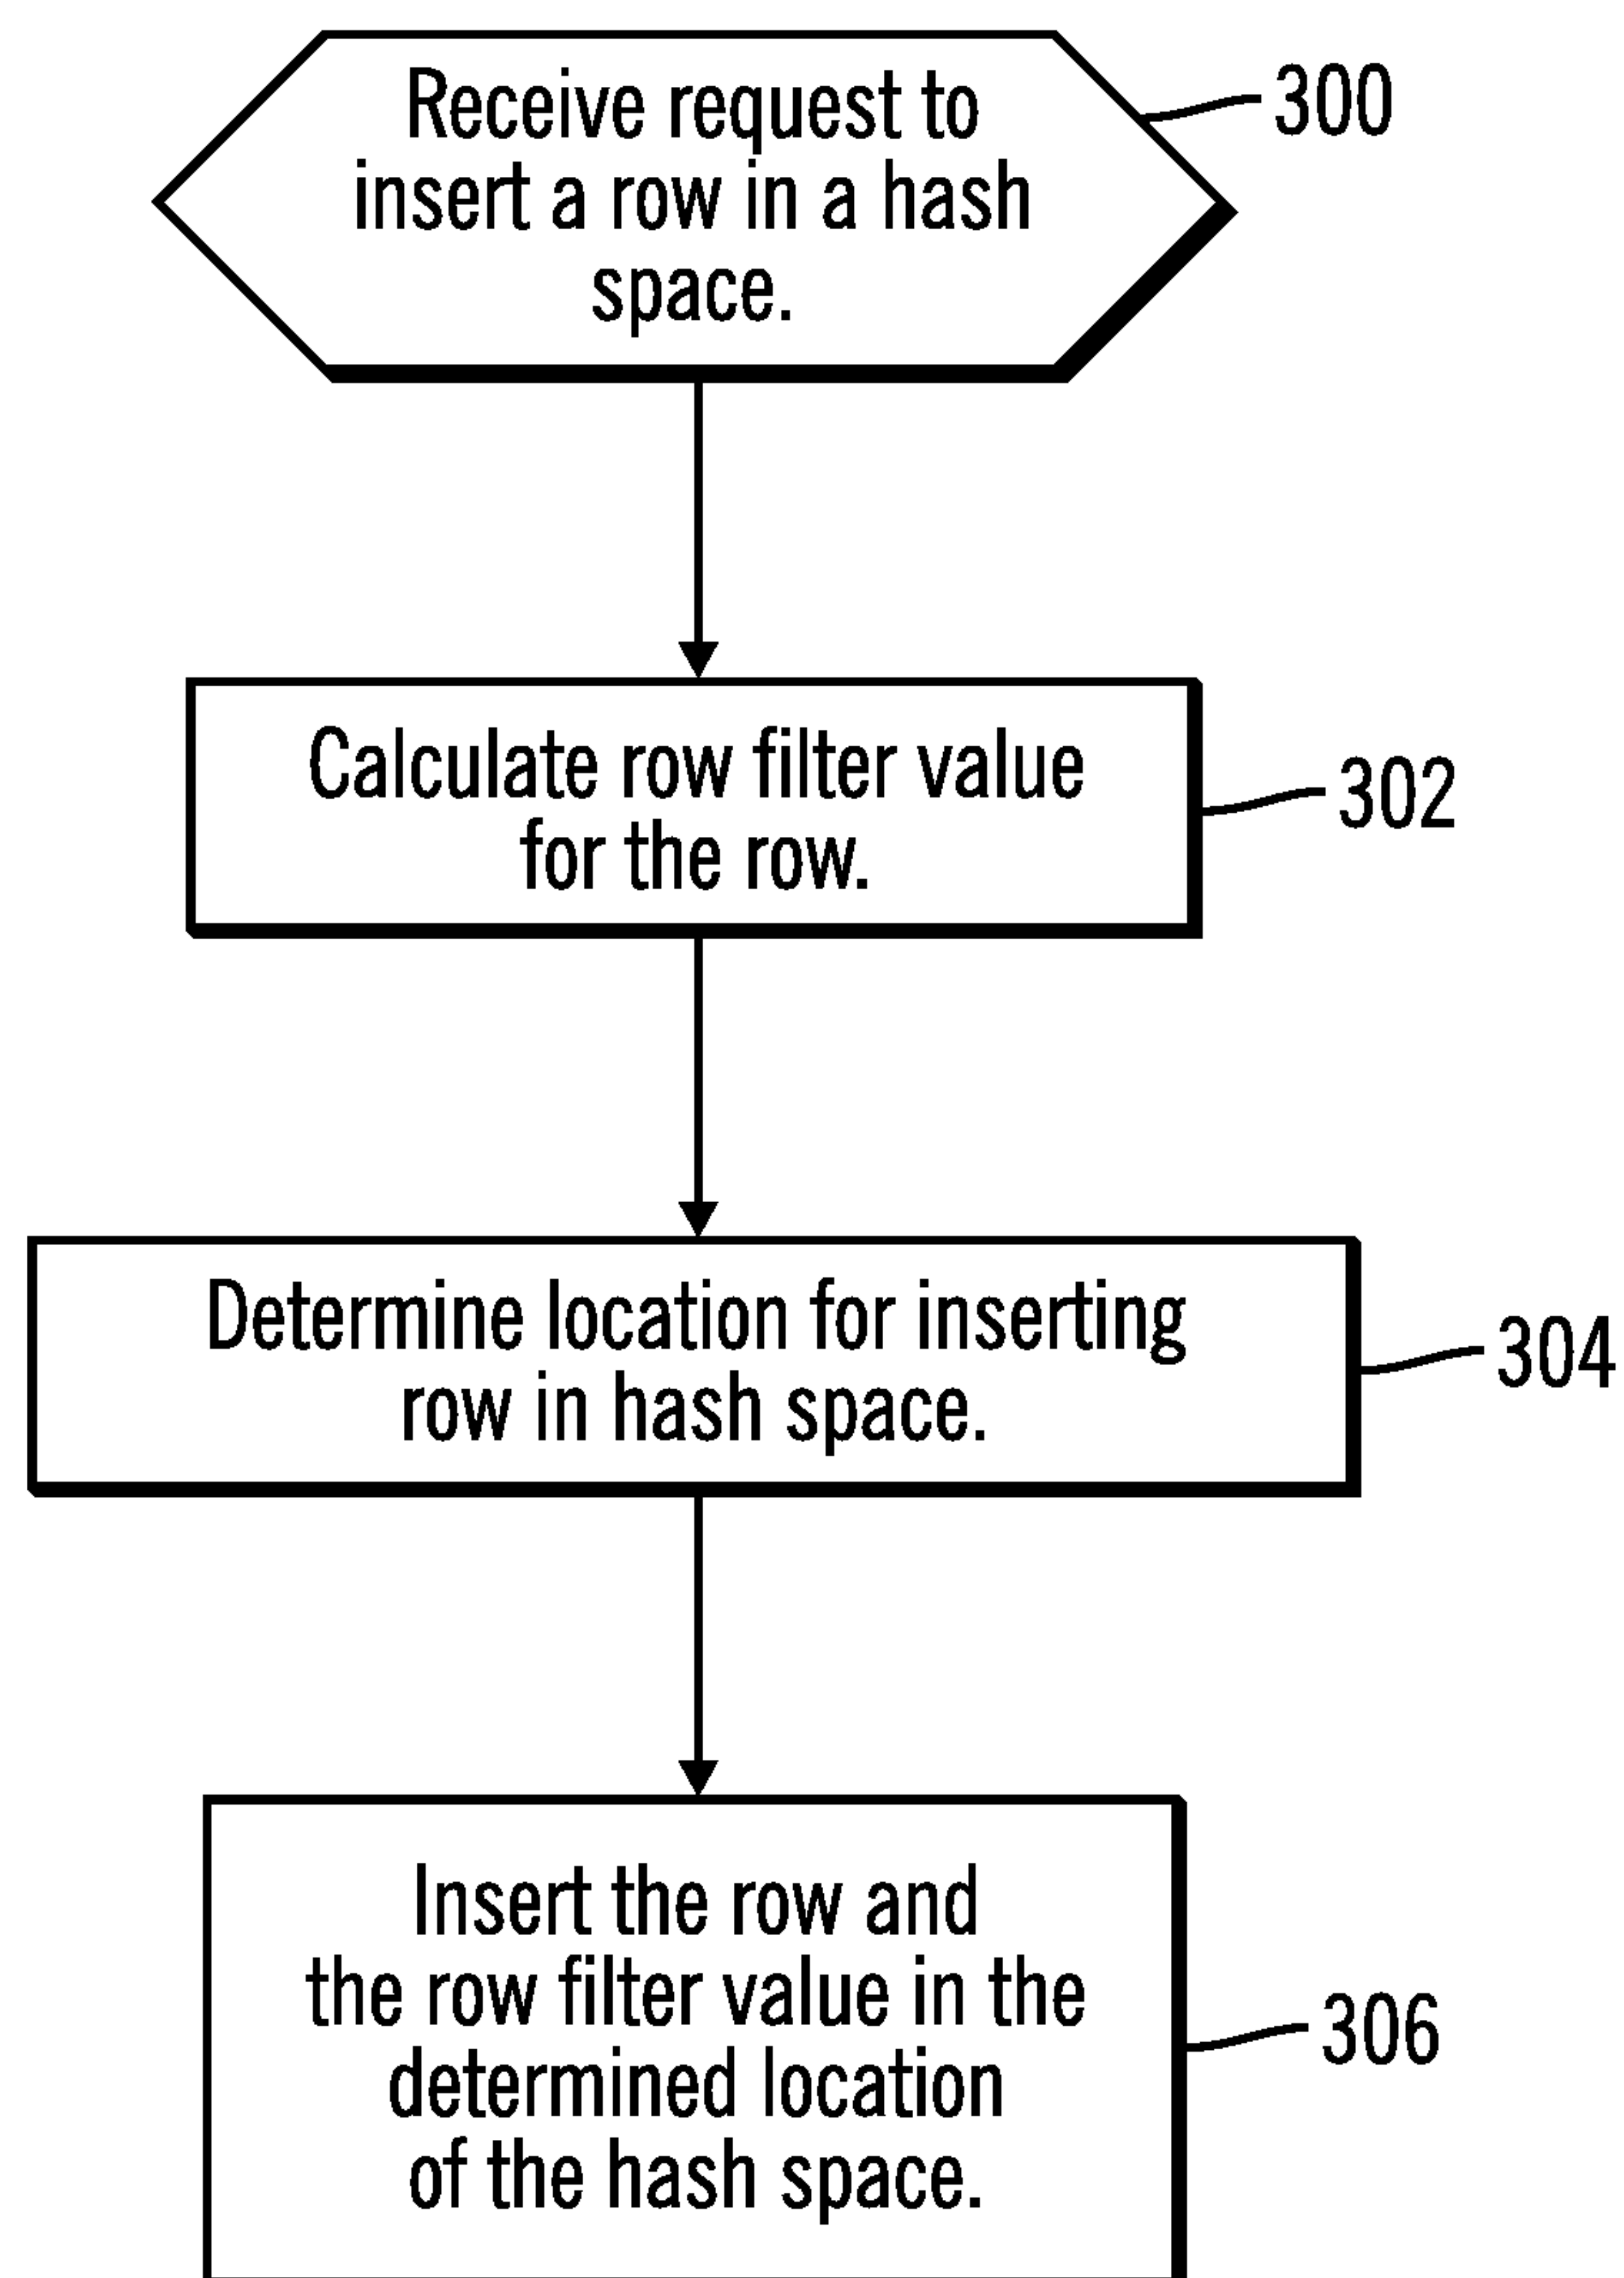 Receive request to
insert a row in a hash
space.
300
Calculate row filter value
for the row.
302
Determine location for inserting
row in hash space.
304
Insert the row and
the row filter value in the
determined location
of the hash space.
306